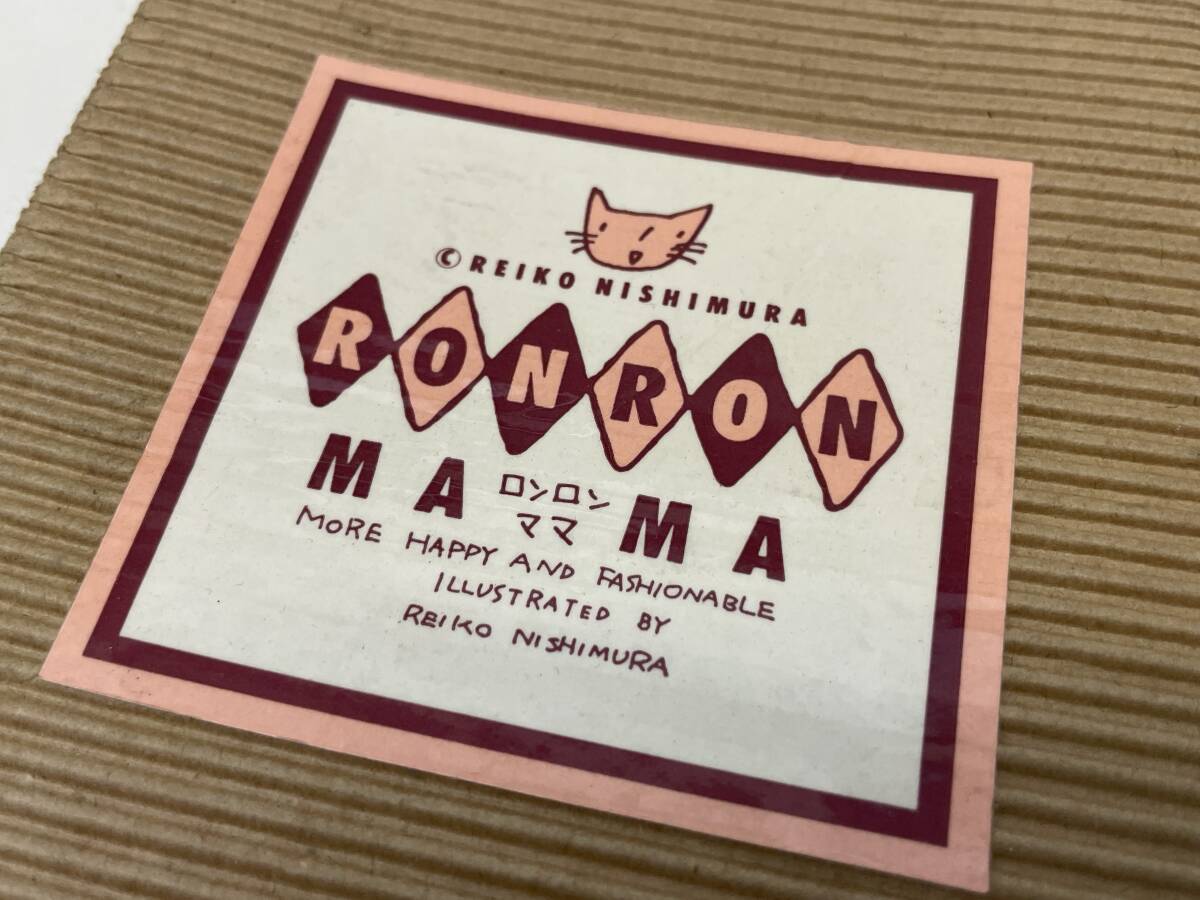 © REIKO NISHIMURA
RONRON
MA ロンロン MA
ママ
MORE HAPPY AND FASHIONABLE
ILLUSTRATED BY
REIKO NISHIMURA